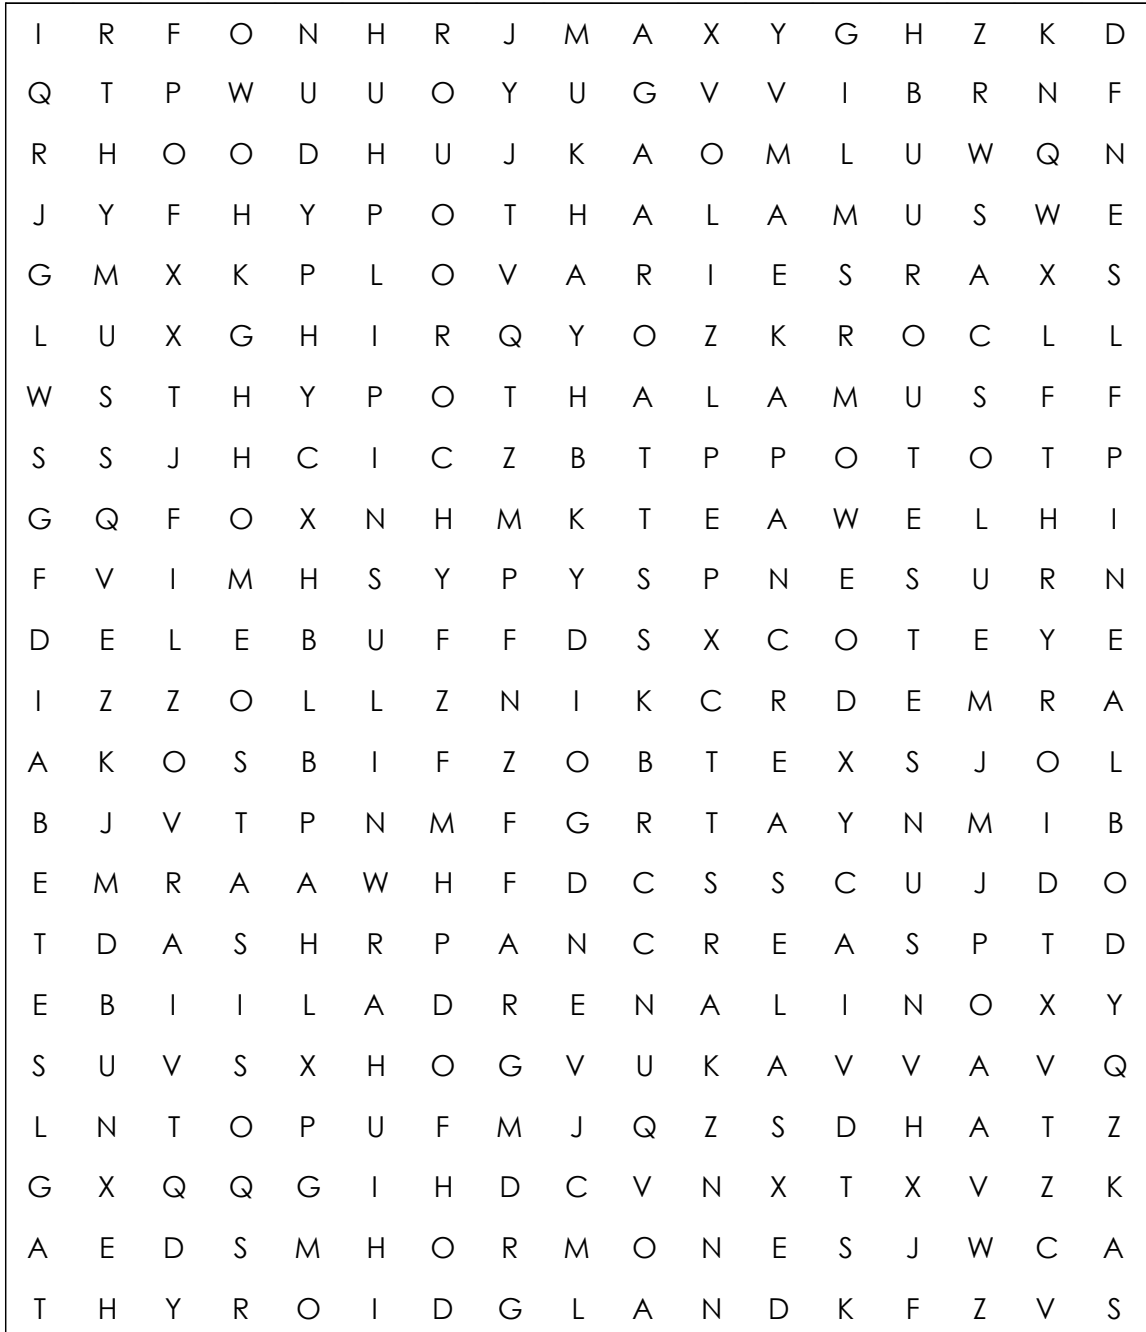 I R F O N H R J M A X Y G H Z K D
Q T P W U U O Y U G V V I B R N F
R H O O D H U J K A O M L U W Q N
J Y F H Y P O T H A L A M U S W E
G M X K P L O V A R I E S R A X S
L U X G H I R Q Y O Z K R O C L L
W S T H Y P O T H A L A M U S F F
S S J H C I C Z B T P P O T O T P
G Q F O X N H M K T E A W E L H I
F V I M H S Y P Y S P N E S U R N
D E L E B U F F D S X C O T E Y E
I Z Z O L L Z N I K C R D E M R A
A K O S B I F Z O B T E X S J O L
B J V T P N M F G R T A Y N M I B
E M R A A W H F D C S S C U J D O
T D A S H R P A N C R E A S P T D
E B I I L A D R E N A L I N O X Y
S U V S X H O G V U K A V V A V Q
L N T O P U F M J Q Z S D H A T Z
G X Q Q G I H D C V N X T X V Z K
A E D S M H O R M O N E S J W C A
T H Y R O I D G L A N D K F Z V S